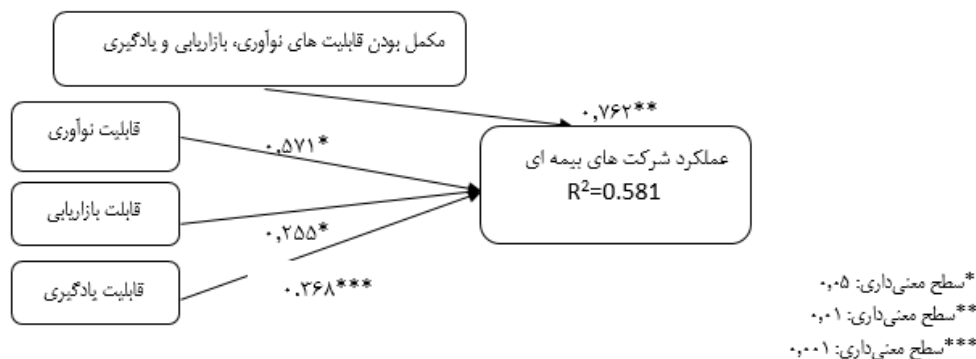 مکمل بودن قابلیت های نوآوری، بازاریابی و یادگیری
۰,۷۶۲**
قابلیت نوآوری
۰,۵۷۱*
عملکرد شرکت های بیمه ای
R²=0.581
قابلت بازاریابی
۰,۲۵۵*
قابلیت یادگیری
۰.۳۶۸***
*سطح معنی‌داری: ۰,۰۵
**سطح معنی‌داری: ۰,۰۱
***سطح معنی‌داری: ۰,۰۰۱